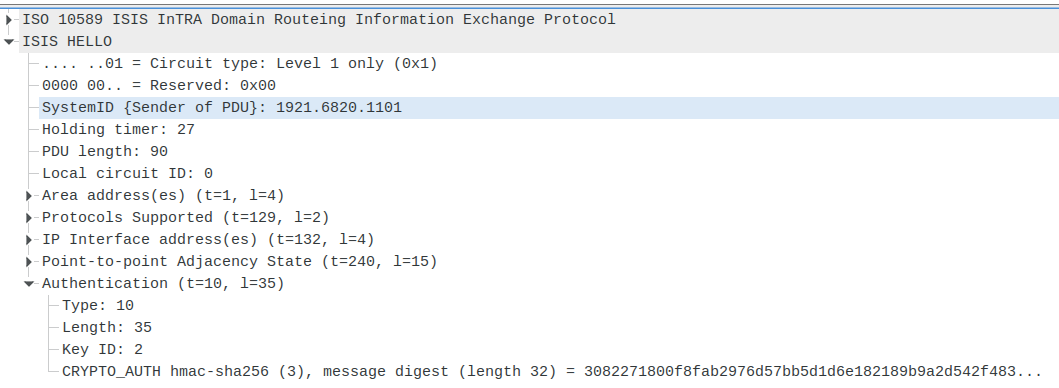 ISO 10589 ISIS InTRA Domain Routeing Information Exchange Protocol
ISIS HELLO
.... ..01 = Circuit type: Level 1 only (0x1)
0000 00.. = Reserved: 0x00
SystemID {Sender of PDU}: 1921.6820.1101
Holding timer: 27
PDU length: 90
Local circuit ID: 0
Area address(es) (t=1, l=4)
Protocols Supported (t=129, l=2)
IP Interface address(es) (t=132, l=4)
Point-to-point Adjacency State (t=240, l=15)
Authentication (t=10, l=35)
Type: 10
Length: 35
Key ID: 2
CRYPTO_AUTH hmac-sha256 (3), message digest (length 32) = 3082271800f8fab2976d57bb5d1d6e182189b9a2d542f483...